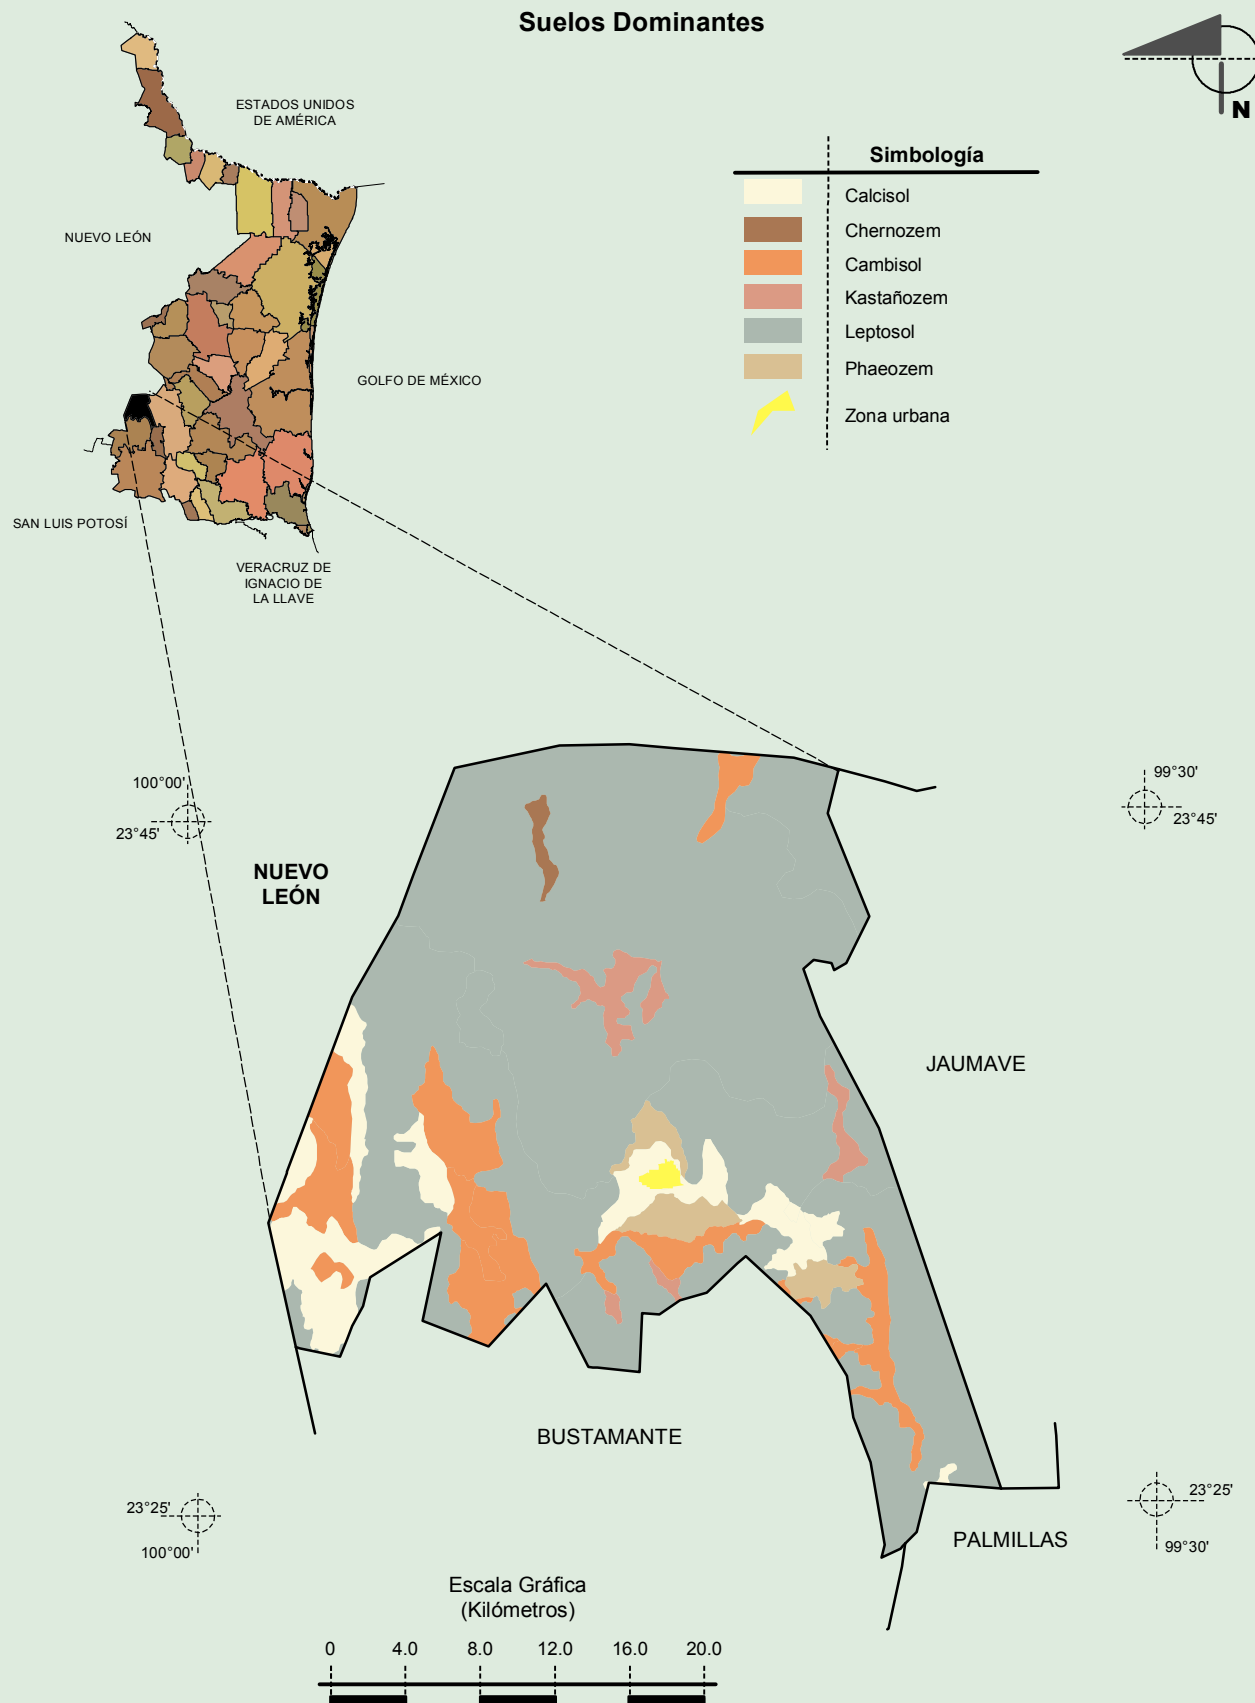 Suelos Dominantes
N
ESTADOS UNIDOS
DE AMÉRICA
NUEVO LEÓN
GOLFO DE MÉXICO
SAN LUIS POTOSÍ
VERACRUZ DE
IGNACIO DE
LA LLAVE
Simbología
Calcisol
Chernozem
Cambisol
Kastañozem
Leptosol
Phaeozem
Zona urbana
100°00'
23°45'
99°30'
23°45'
NUEVO
LEÓN
JAUMAVE
BUSTAMANTE
PALMILLAS
23°25'
100°00'
23°25'
99°30'
Escala Gráfica
(Kilómetros)
0 4.0 8.0 12.0 16.0 20.0